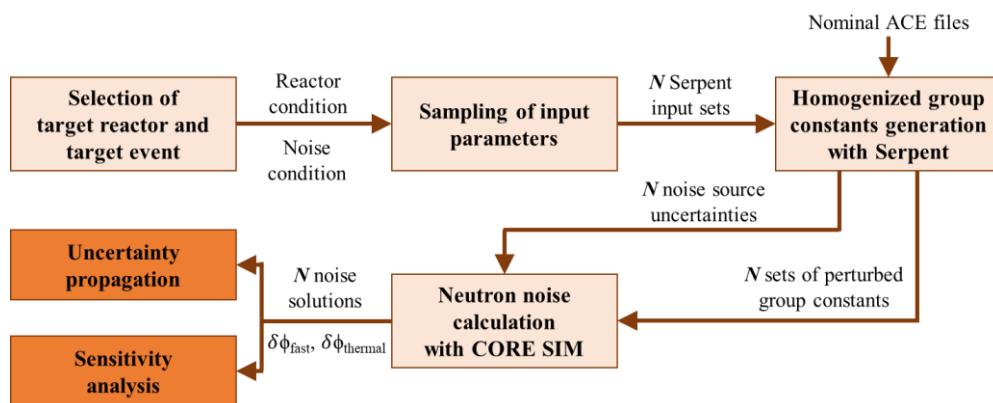 Nominal ACE files
Selection of
target reactor and
target event
Reactor
condition
Noise
condition
Sampling of input
parameters
N Serpent
input sets
Homogenized group
constants generation
with Serpent
N noise source
uncertainties
N sets of perturbed
group constants
Uncertainty
propagation
N noise
solutions
δϕfast, δϕthermal
Neutron noise
calculation
with CORE SIM
Sensitivity
analysis